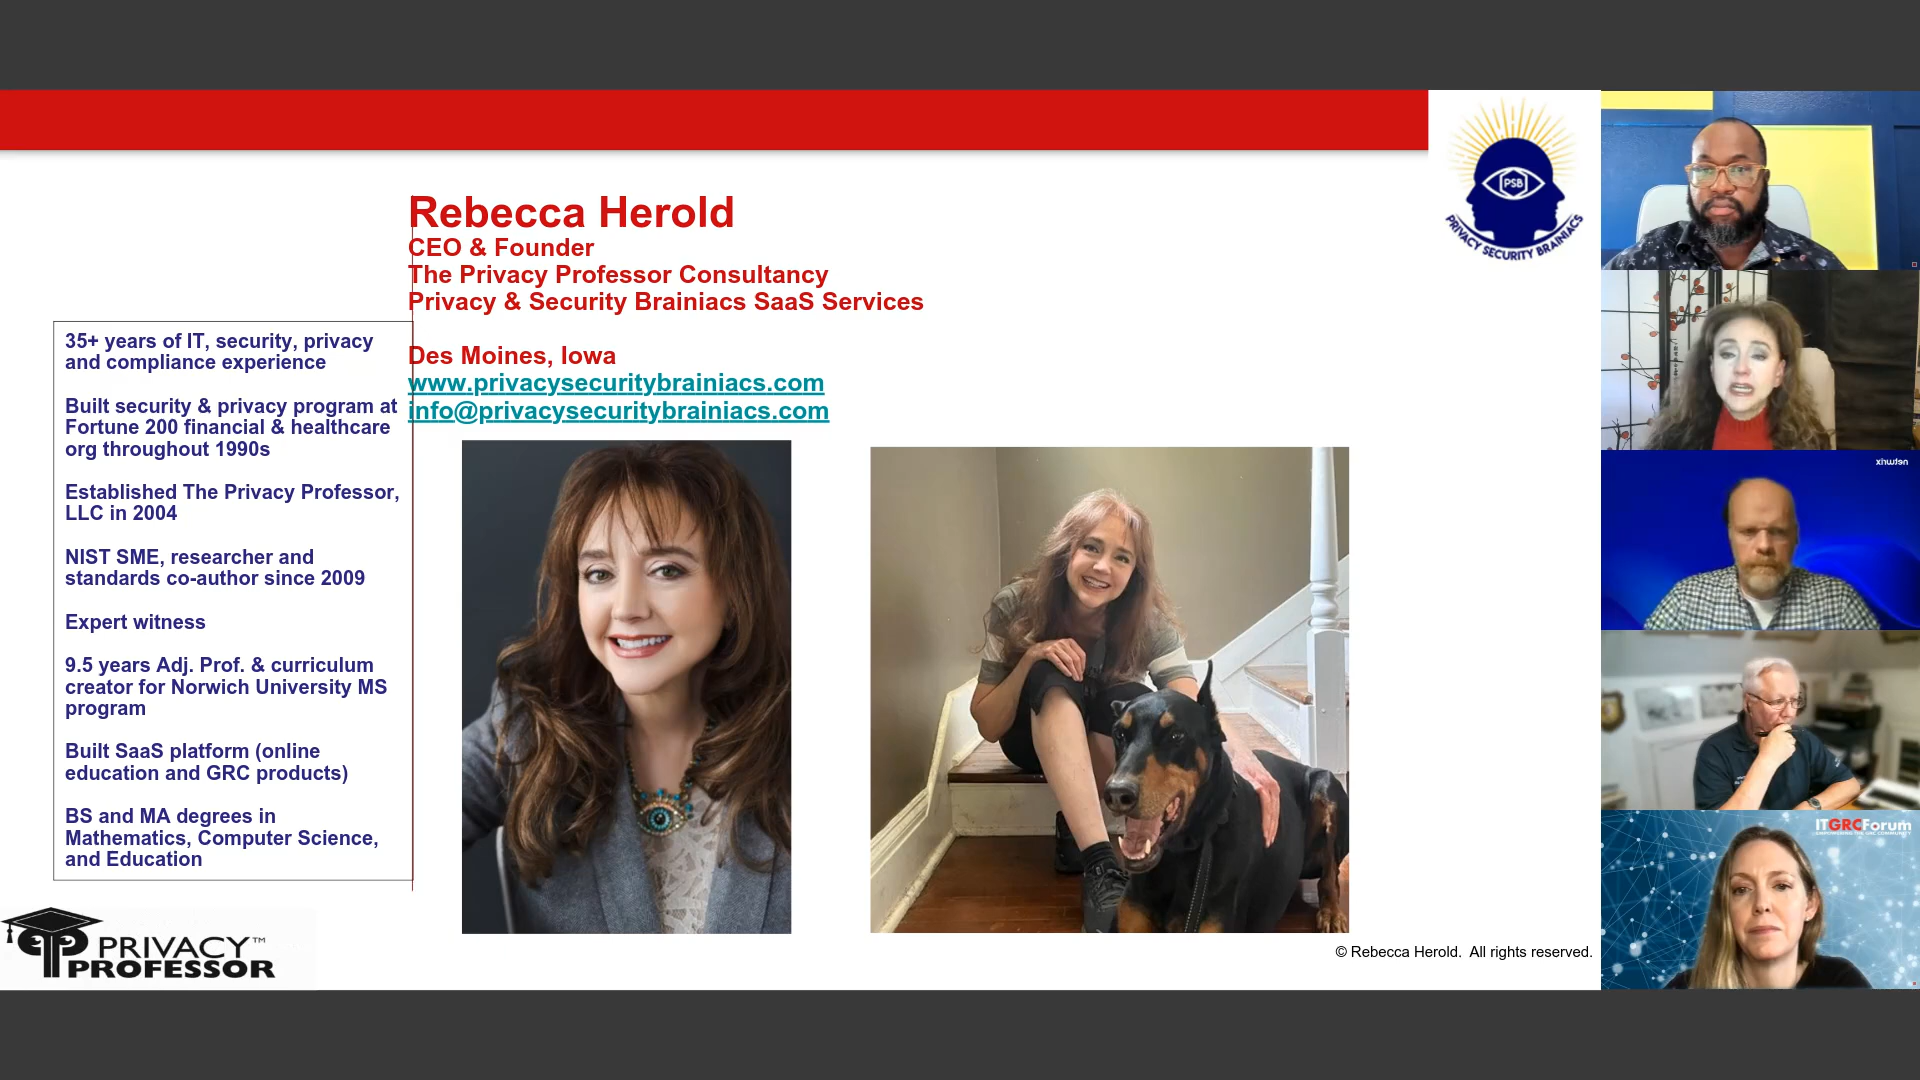 Rebecca Herold
CEO & Founder
The Privacy Professor Consultancy
Privacy & Security Brainiacs SaaS Services
Des Moines, Iowa
www.privacysecuritybrainiacs.com
info@privacysecuritybrainiacs.com
35+ years of IT, security, privacy
and compliance experience
Built security & privacy program at
Fortune 200 financial & healthcare
org throughout 1990s
Established The Privacy Professor,
LLC in 2004
NIST SME, researcher and
standards co-author since 2009
Expert witness
9.5 years Adj. Prof. & curriculum
creator for Norwich University MS
program
Built SaaS platform (online
education and GRC products)
BS and MA degrees in
Mathematics, Computer Science,
and Education
PRIVACY™
PROFESSOR
© Rebecca Herold.  All rights reserved.
PSB
PRIVACY SECURITY BRAINIACS
netwrix
ITGRCForum
EMPOWERING THE GRC COMMUNITY